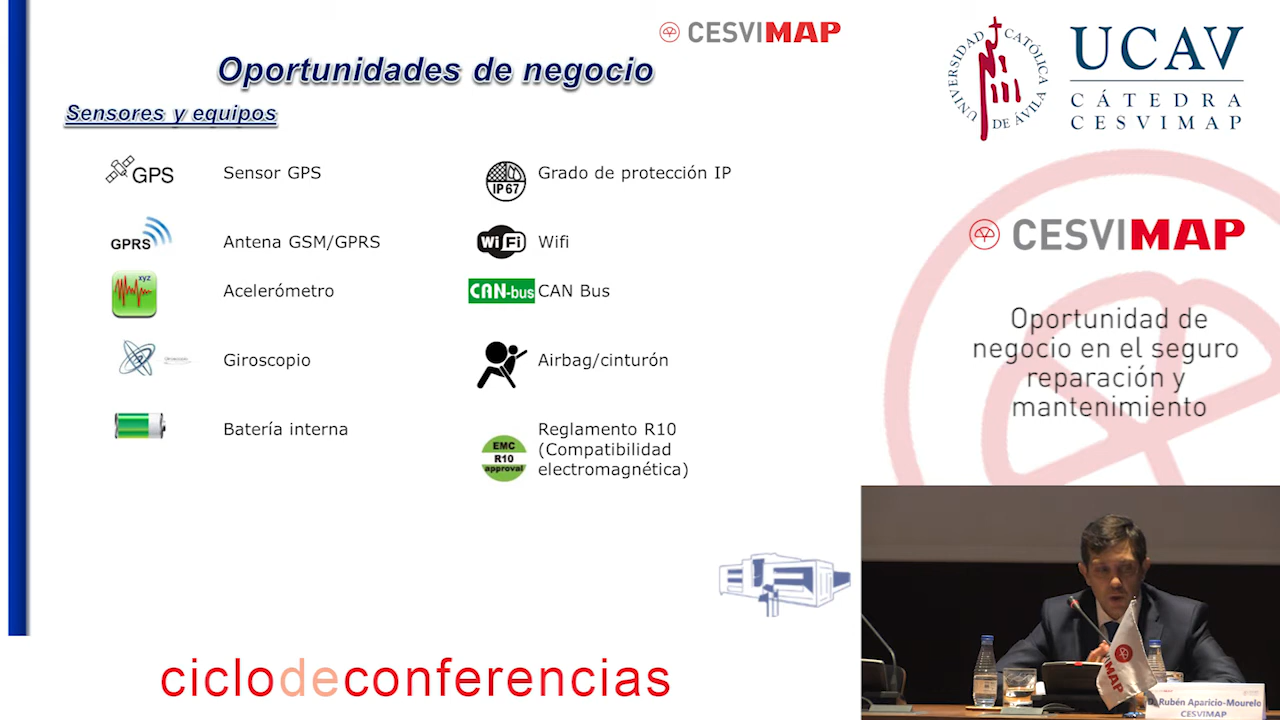 CESVIMAP
Oportunidades de negocio
Sensores y equipos
GPS
Sensor GPS
GPRS
Antena GSM/GPRS
xyz
Acelerómetro
Giroscopio
Batería interna
IP 67
Grado de protección IP
WiFi
Wifi
CAN-bus
CAN Bus
Airbag/cinturón
EMC
R10
approval
Reglamento R10
(Compatibilidad
electromagnética)
ciclodeconferencias
UNIVERSIDAD CATÓLICA
DE ÁVILA
UCAV
CÁTEDRA
CESVIMAP
CESVIMAP
Oportunidad de
negocio en el seguro
reparación y
mantenimiento
VIMAP
D. Rubén Aparicio-Mourelo
CESVIMAP